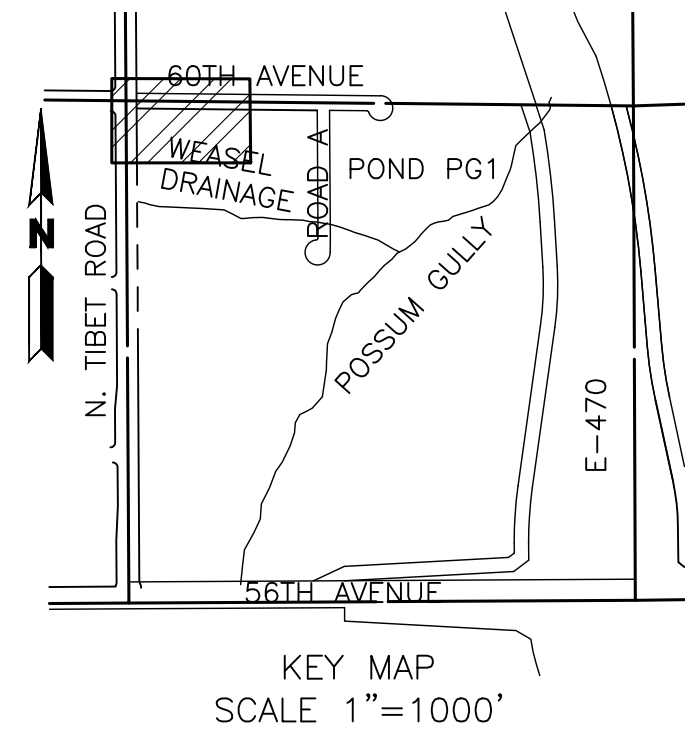 60TH AVENUE
WEASEL
DRAINAGE
ROAD A
POND PG1
N
N. TIBET ROAD
POSSUM GULLY
E-470
56TH AVENUE
KEY MAP
SCALE 1"=1000'